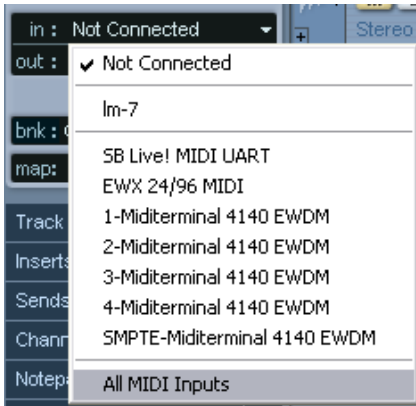 in : Not Connected
Stereo
out :
✓ Not Connected
lm-7
bnk :
SB Live! MIDI UART
map:
EWX 24/96 MIDI
1-Miditerminal 4140 EWDM
Track
2-Miditerminal 4140 EWDM
Inserts
3-Miditerminal 4140 EWDM
Sends
4-Miditerminal 4140 EWDM
Chann
SMPTE-Miditerminal 4140 EWDM
Notepa
All MIDI Inputs